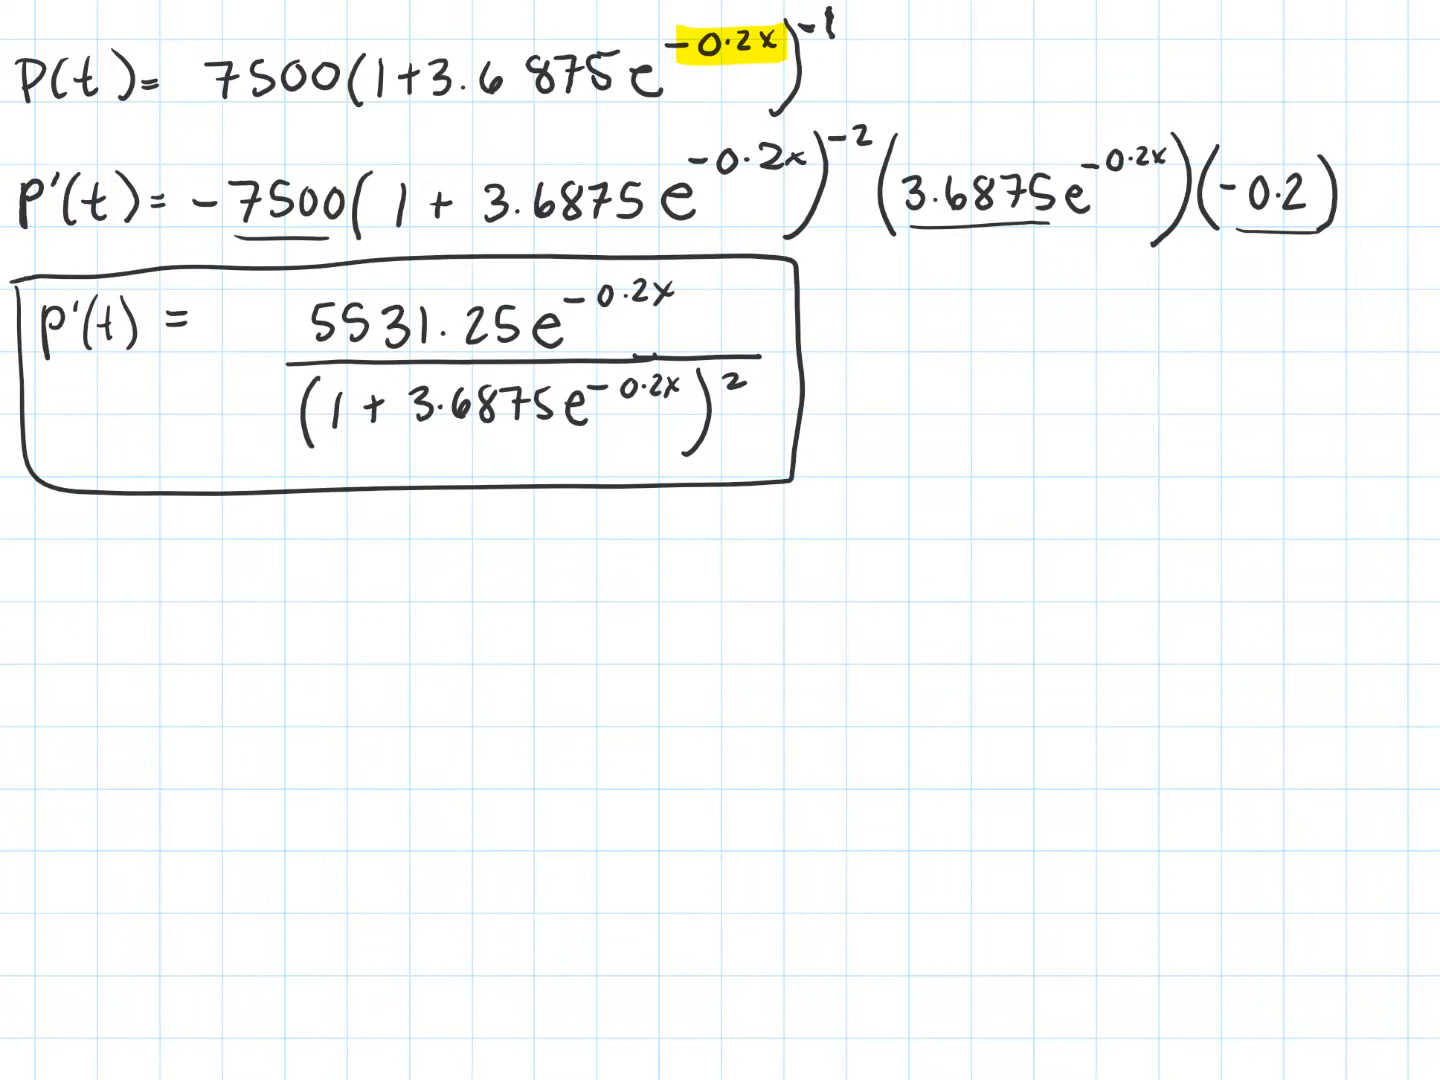 P(t)= 7500(1+3.6875e^{-0.2x})^{-1}
P'(t)= -7500(1+3.6875e^{-0.2x})^{-2}(3.6875e^{-0.2x})(-0.2)
P'(t) = 5531.25e^{-0.2x}
(1+3.6875e^{-0.2x})^2